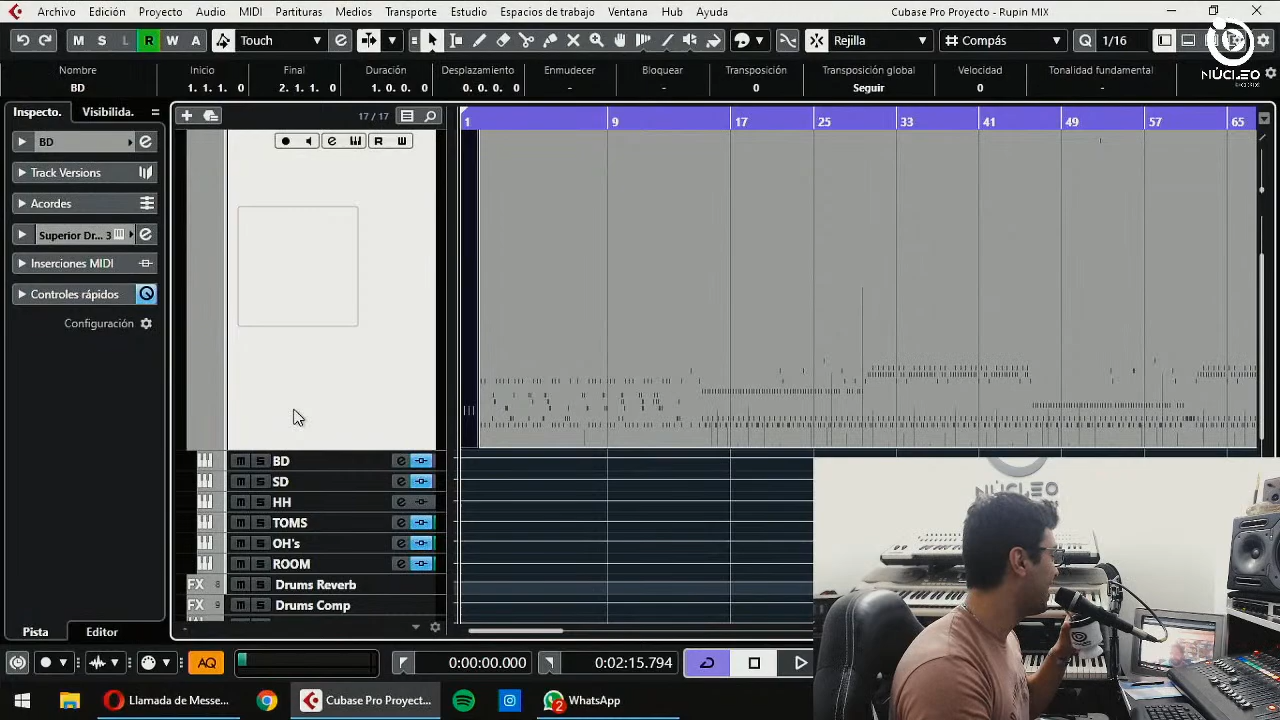 Archivo Edición Proyecto Audio MIDI Partituras Medios Transporte Estudio Espacios de trabajo Ventana Hub Ayuda Cubase Pro Proyecto - Rupin MIX
M S L R W A Touch Rejilla Compás Q 1/16
NÚCLEO
Nombre Inicio Final Duración Desplazamiento Enmudecer Bloquear Transposición Transposición global Velocidad Tonalidad fundamental
BD 1. 1. 1. 0 2. 1. 1. 0 1. 0. 0. 0 0. 0. 0. 0 - - 0 Seguir 0 -
Inspecto. Visibilida. 17 / 17 1 9 17 25 33 41 49 57 65
BD e R W
Track Versions
Acordes
Superior Dr... 3
Inserciones MIDI
Controles rápidos
Configuración
m S BD e
m S SD e
m S HH e
m S TOMS e
m S OH's e
m S ROOM e
FX 8 m S Drums Reverb
FX 9 m S Drums Comp
NÚCLEO
Pista Editor
AQ 0:00:00.000 0:02:15.794
Llamada de Messe... Cubase Pro Proyect... 2 WhatsApp